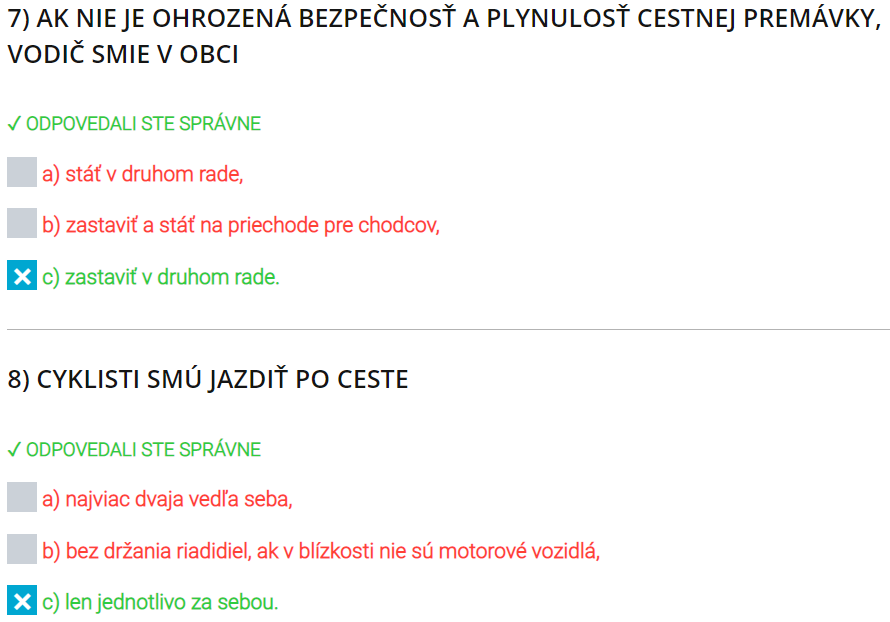 7) AK NIE JE OHROZENÁ BEZPEČNOSŤ A PLYNULOSŤ CESTNEJ PREMÁVKY,
VODIČ SMIE V OBCI
✓ ODPOVEDALI STE SPRÁVNE
a) stáť v druhom rade,
b) zastaviť a stáť na priechode pre chodcov,
c) zastaviť v druhom rade.
8) CYKLISTI SMÚ JAZDIŤ PO CESTE
✓ ODPOVEDALI STE SPRÁVNE
a) najviac dvaja vedľa seba,
b) bez držania riadidiel, ak v blízkosti nie sú motorové vozidlá,
c) len jednotlivo za sebou.